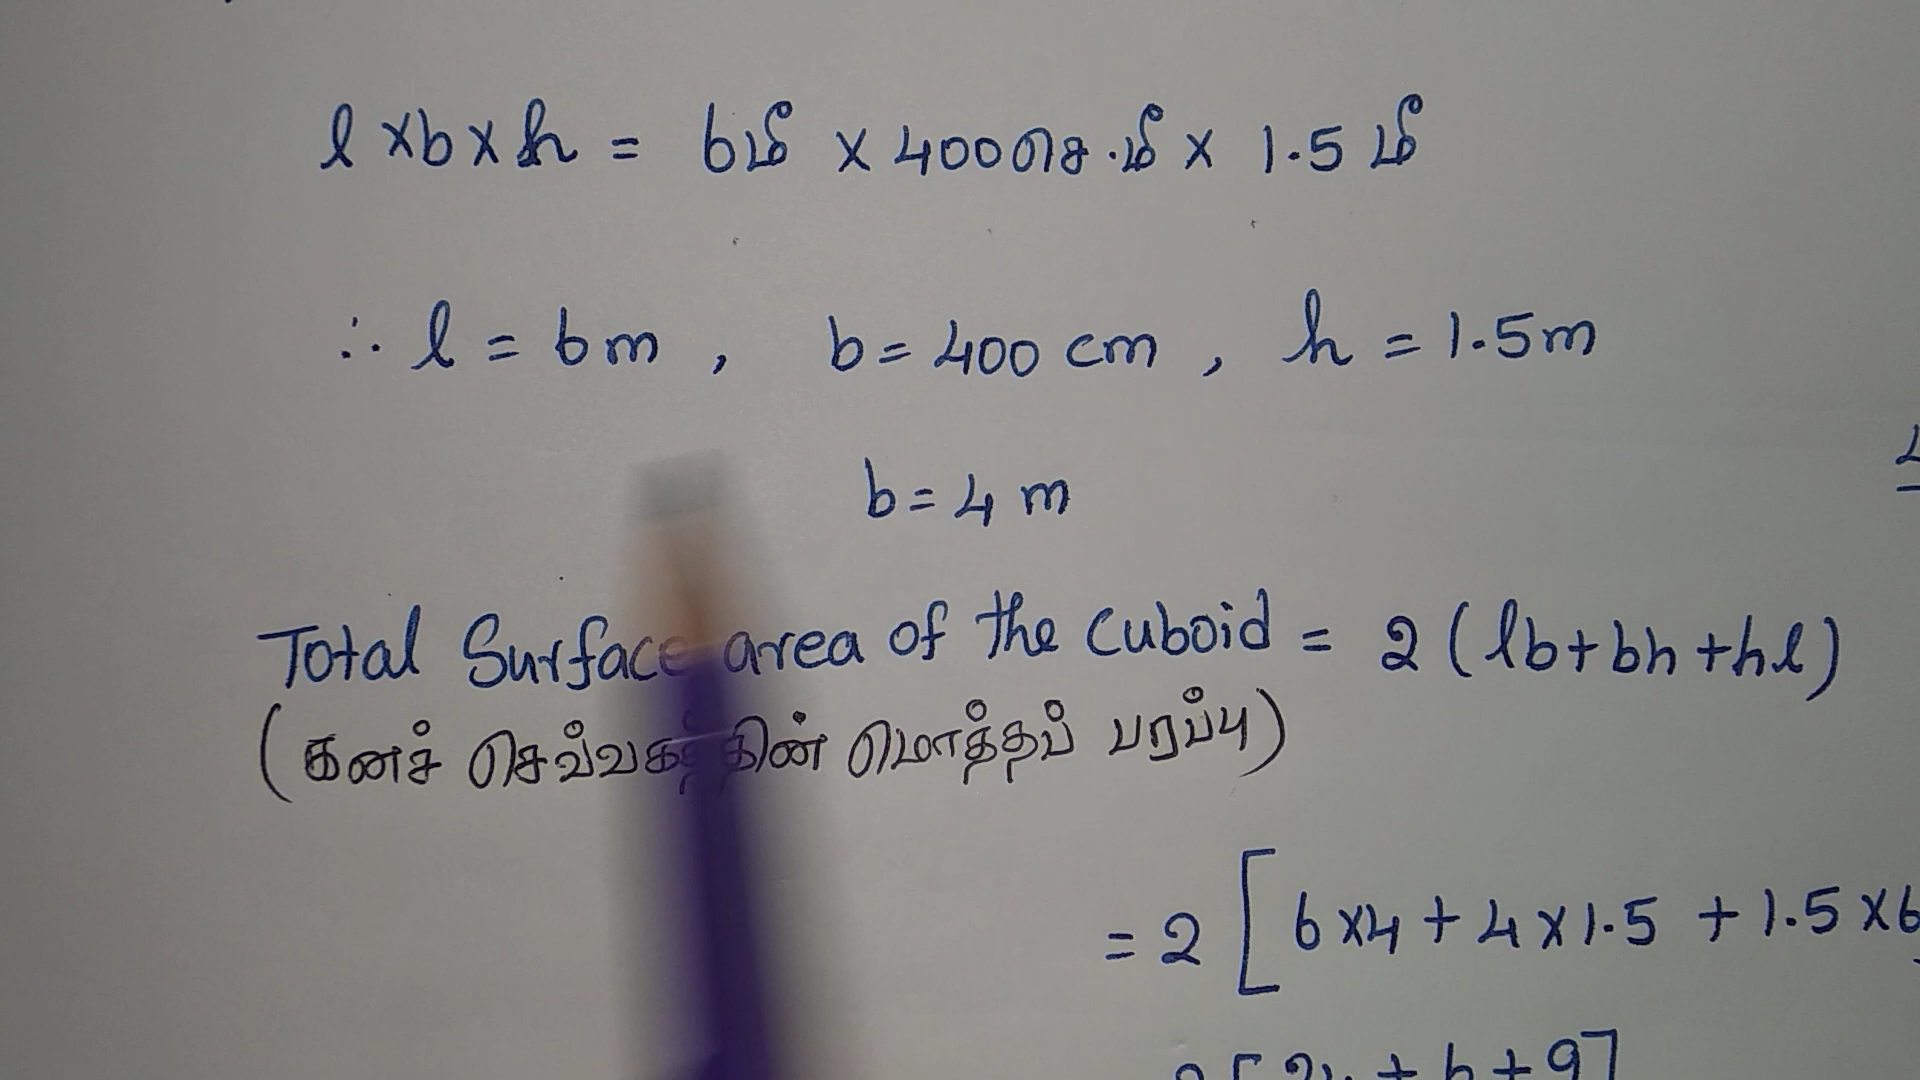 l × b × h = 6மீ × 400செ.மீ × 1.5 மீ
∴ l = 6m , b = 400 cm , h = 1.5m
b = 4 m
Total Surface area of the cuboid = 2 ( lb + bh + hl )
( கனச் செவ்வகத்தின் மொத்தப் பரப்பு )
= 2 [ 6 × 4 + 4 × 1.5 + 1.5 × 6